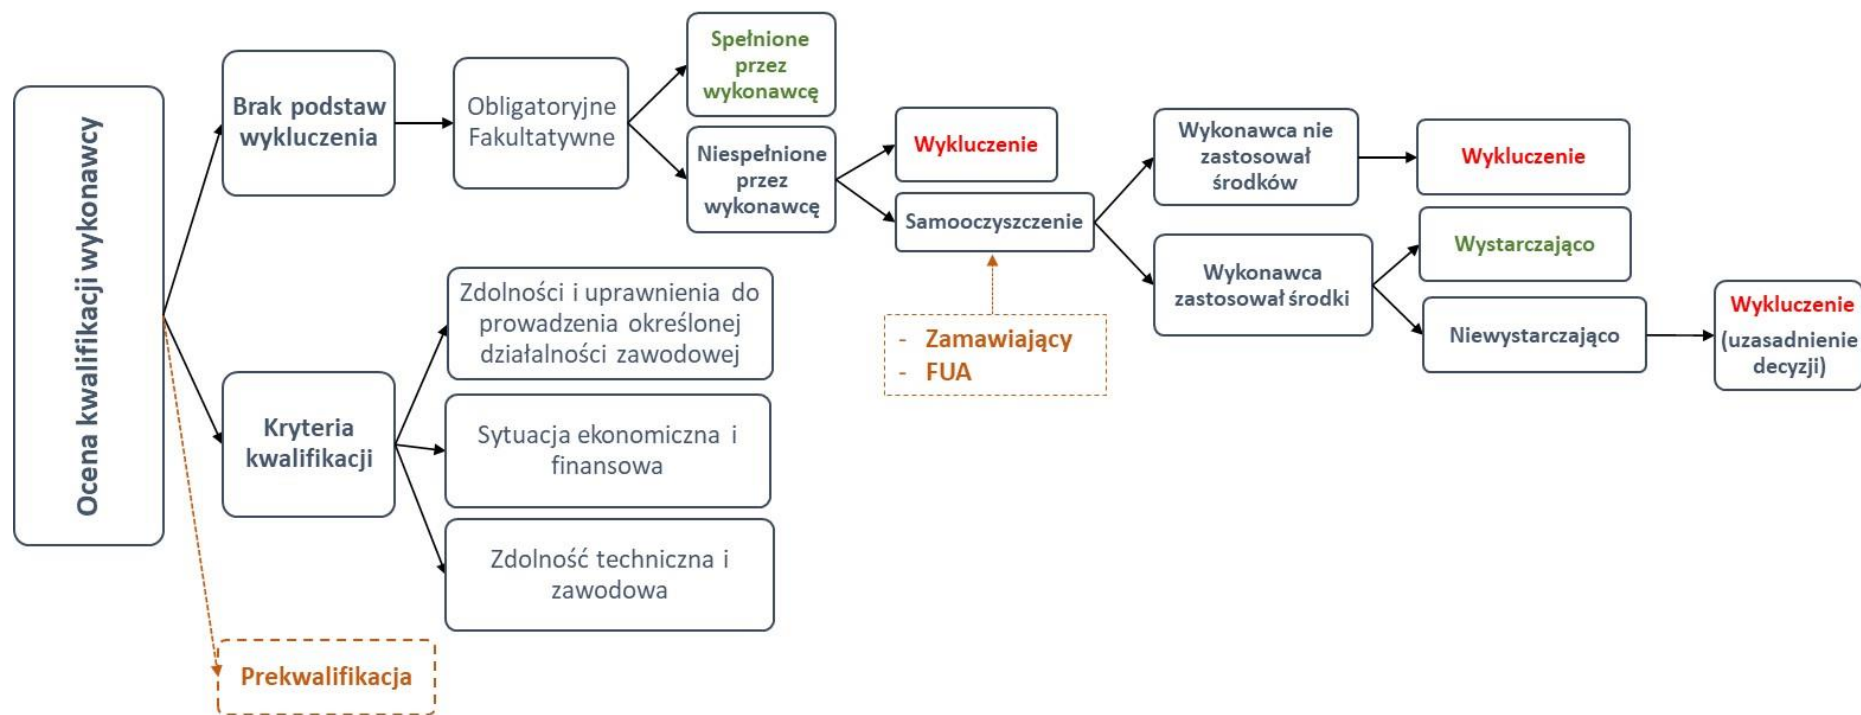 Ocena kwalifikacji wykonawcy
Brak podstaw
wykluczenia
Obligatoryjne
Fakultatywne
Spełnione
przez
wykonawcę
Niespełnione
przez
wykonawcę
Wykluczenie
Samooczyszczenie
- Zamawiający
- FUA
Wykonawca nie
zastosował
środków
Wykluczenie
Wykonawca
zastosował środki
Wystarczająco
Niewystarczająco
Wykluczenie
(uzasadnienie
decyzji)
Kryteria
kwalifikacji
Zdolności i uprawnienia do
prowadzenia określonej
działalności zawodowej
Sytuacja ekonomiczna i
finansowa
Zdolność techniczna i
zawodowa
Prekwalifikacja